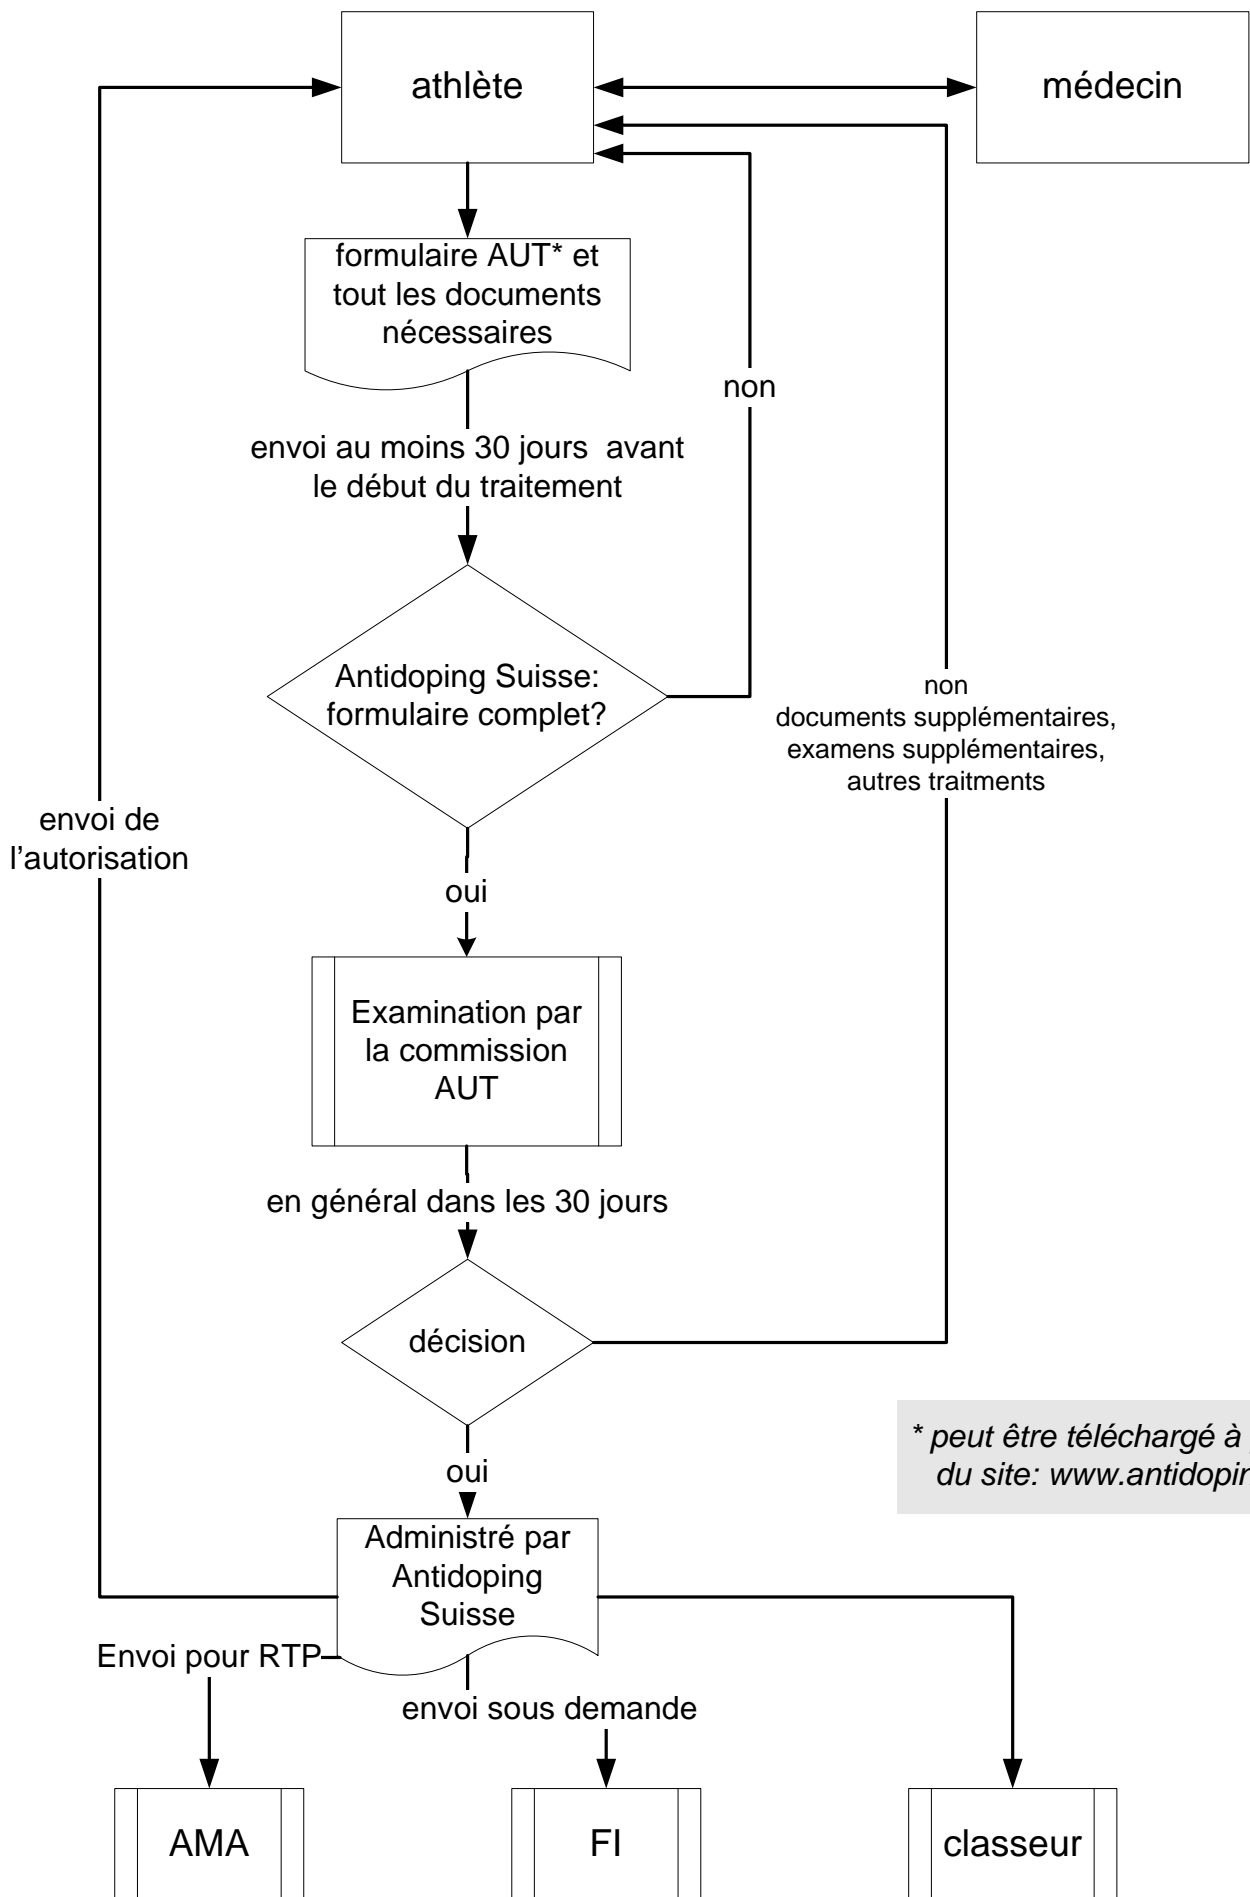 athlète
médecin
formulaire AUT* et
tout les documents
nécessaires
non
envoi au moins 30 jours  avant
le début du traitement
Antidoping Suisse:
formulaire complet?
non
documents supplémentaires,
examens supplémentaires,
autres traitments
envoi de
l'autorisation
oui
Examination par
la commission
AUT
en général dans les 30 jours
décision
* peut être téléchargé à
du site: www.antidopin
oui
Administré par
Antidoping
Suisse
Envoi pour RTP
envoi sous demande
AMA
FI
classeur